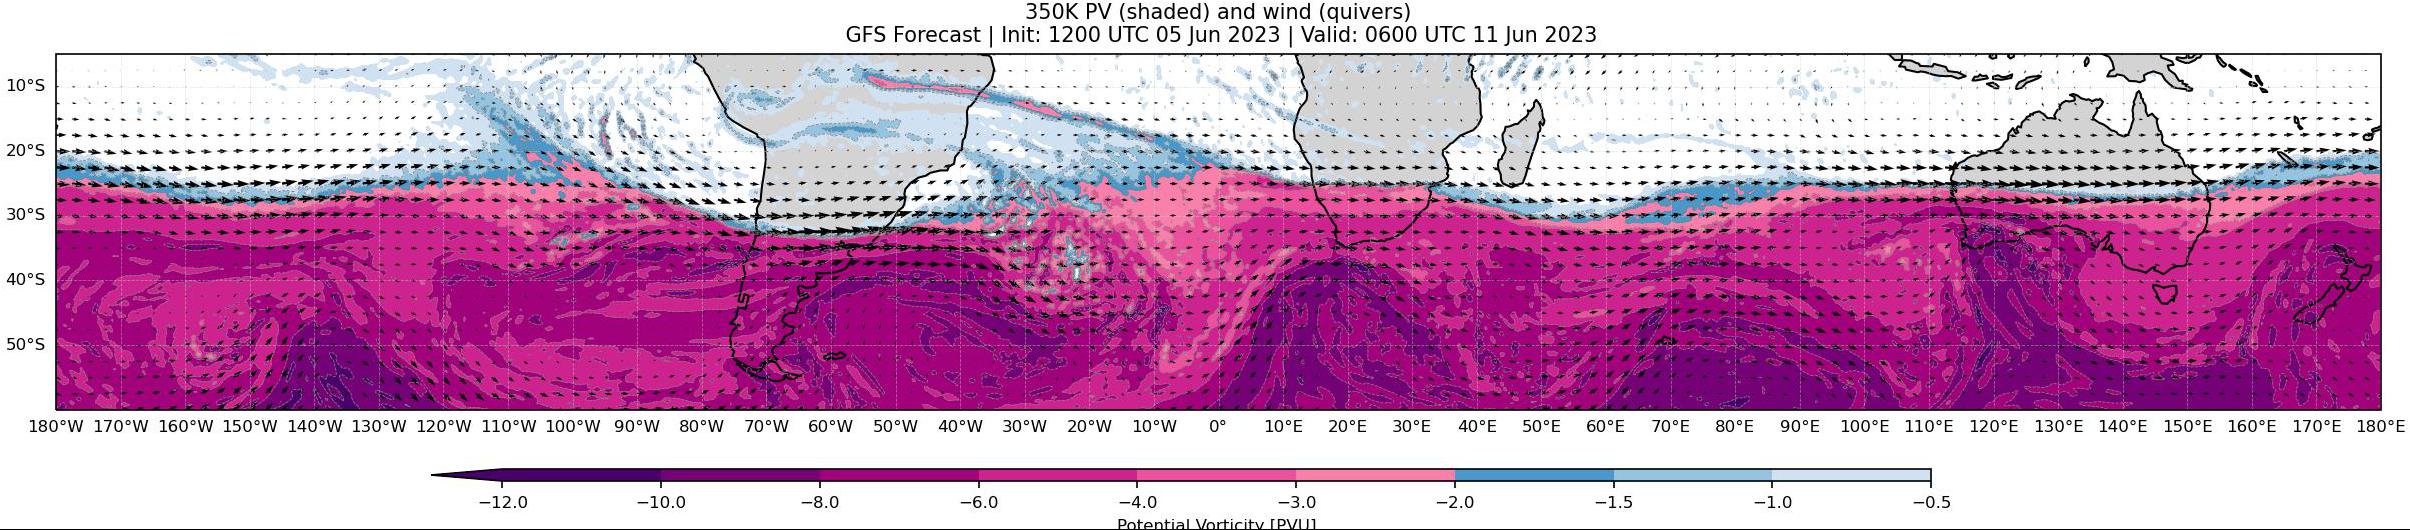 350K PV (shaded) and wind (quivers)
GFS Forecast | Init: 1200 UTC 05 Jun 2023 | Valid: 0600 UTC 11 Jun 2023
10°S
20°S
30°S
40°S
50°S
180°W 170°W 160°W 150°W 140°W 130°W 120°W 110°W 100°W 90°W 80°W 70°W 60°W 50°W 40°W 30°W 20°W 10°W 0° 10°E 20°E 30°E 40°E 50°E 60°E 70°E 80°E 90°E 100°E 110°E 120°E 130°E 140°E 150°E 160°E 170°E 180°E
−12.0 −10.0 −8.0 −6.0 −4.0 −3.0 −2.0 −1.5 −1.0 −0.5
Potential Vorticity [PVU]